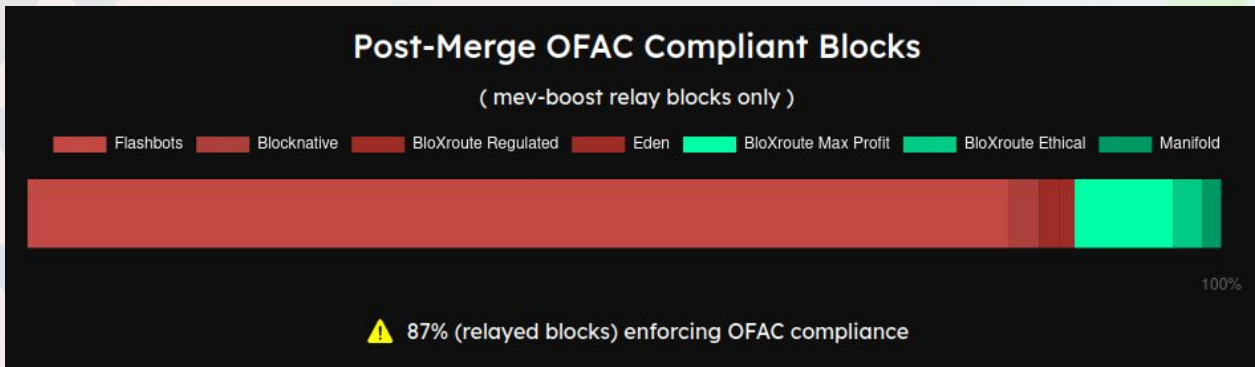 Post-Merge OFAC Compliant Blocks
( mev-boost relay blocks only )
Flashbots Blocknative BloXroute Regulated Eden BloXroute Max Profit BloXroute Ethical Manifold
100%
87% (relayed blocks) enforcing OFAC compliance